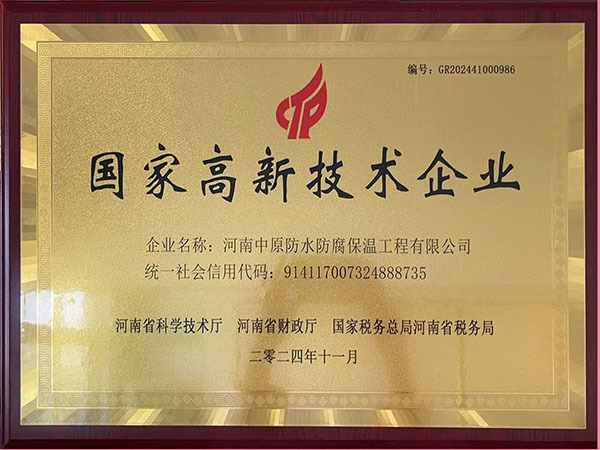 编号：GR202441000986
CTP
国家高新技术企业
企业名称：河南中原防水防腐保温工程有限公司
统一社会信用代码：914117007324888735
河南省科学技术厅 河南省财政厅 国家税务总局河南省税务局
二零二四年十一月